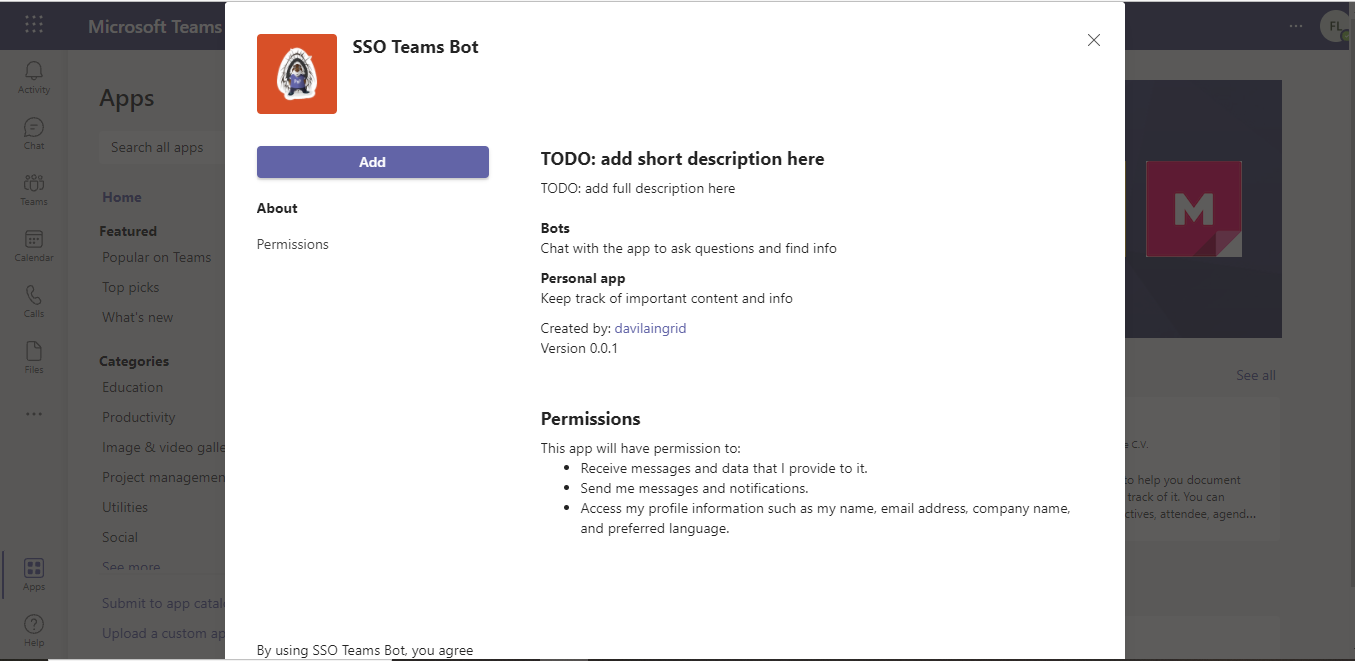 Microsoft Teams
FL
Activity
Chat
Teams
Calendar
Calls
Files
Apps
Help
Apps
Search all apps
Home
Featured
Popular on Teams
Top picks
What's new
Categories
Education
Productivity
Image & video galle
Project managemen
Utilities
Social
See more
Submit to app catal
Upload a custom ap
SSO Teams Bot
Add
About
Permissions
TODO: add short description here
TODO: add full description here
Bots
Chat with the app to ask questions and find info
Personal app
Keep track of important content and info
Created by: davilaingrid
Version 0.0.1
Permissions
This app will have permission to:
Receive messages and data that I provide to it.
Send me messages and notifications.
Access my profile information such as my name, email address, company name,
and preferred language.
By using SSO Teams Bot, you agree
M
See all
e C.V.
to help you document
track of it. You can
ctives, attendee, agend...